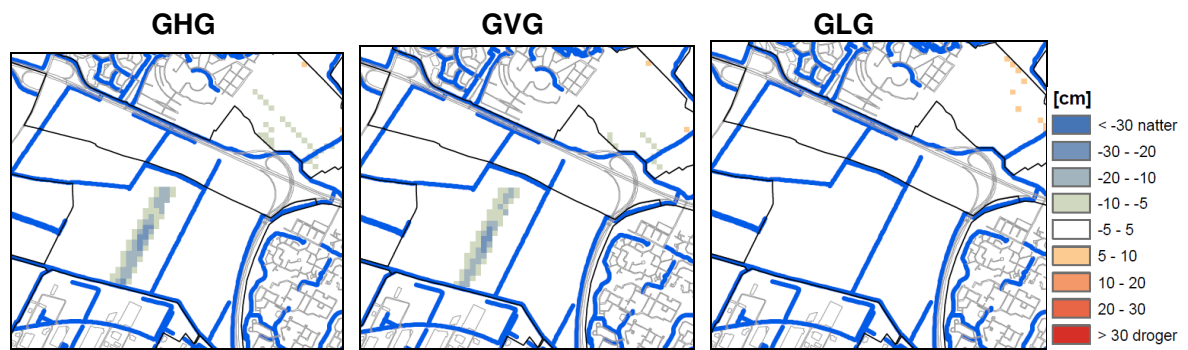 GHG
GVG
GLG
[cm]
< -30 natter
-30 - -20
-20 - -10
-10 - -5
-5 - 5
5 - 10
10 - 20
20 - 30
> 30 droger